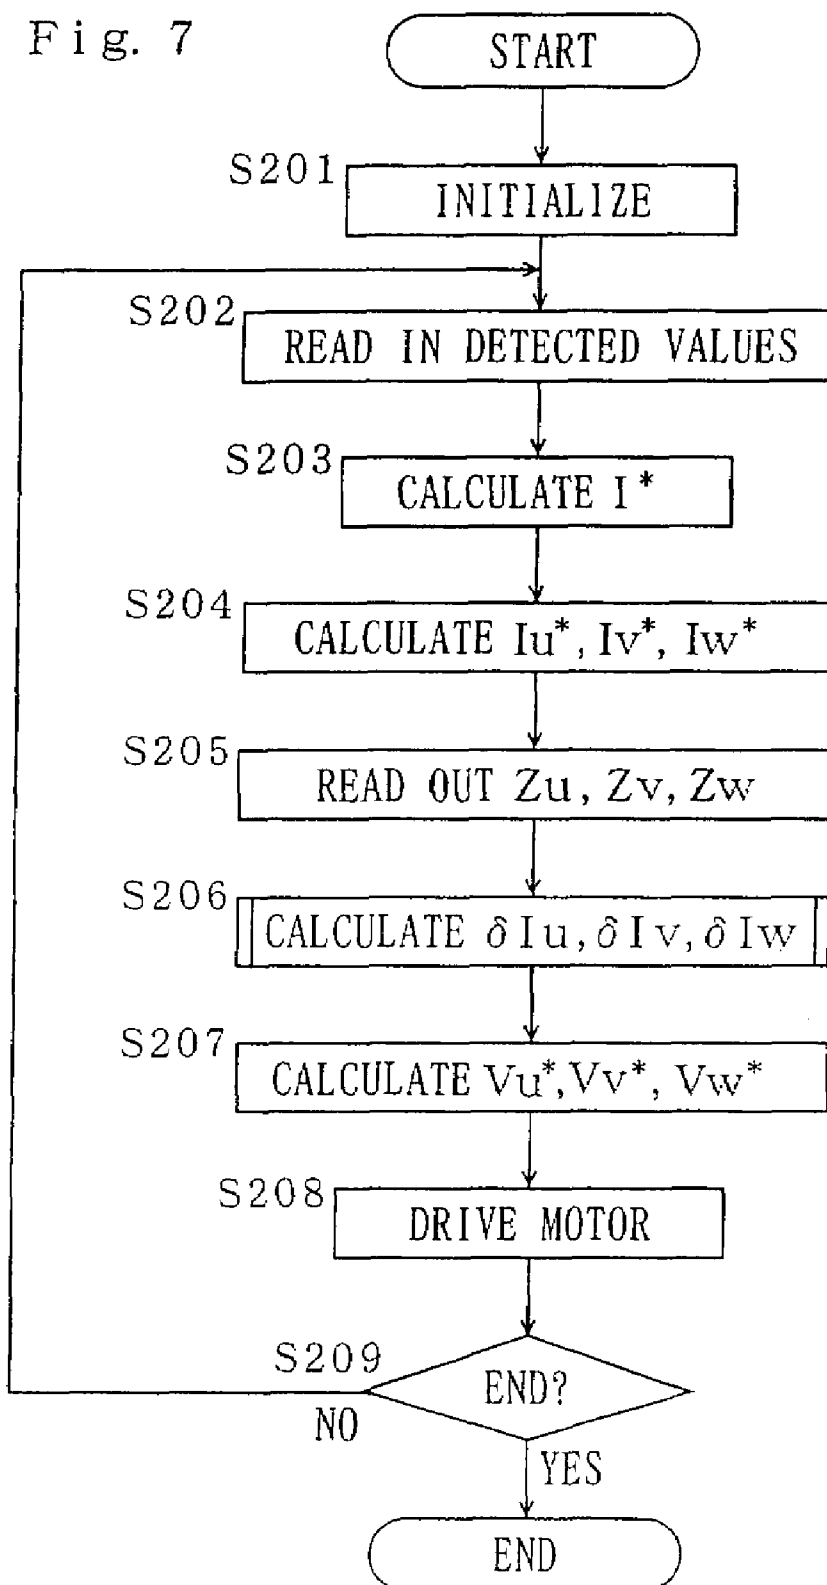 Fig. 7
START
S201
INITIALIZE
S202
READ IN DETECTED VALUES
S203
CALCULATE I*
S204
CALCULATE Iu*, Iv*, Iw*
S205
READ OUT Zu, Zv, Zw
S206
CALCULATE δIu, δIv, δIw
S207
CALCULATE Vu*, Vv*, Vw*
S208
DRIVE MOTOR
S209
END?
NO
YES
END